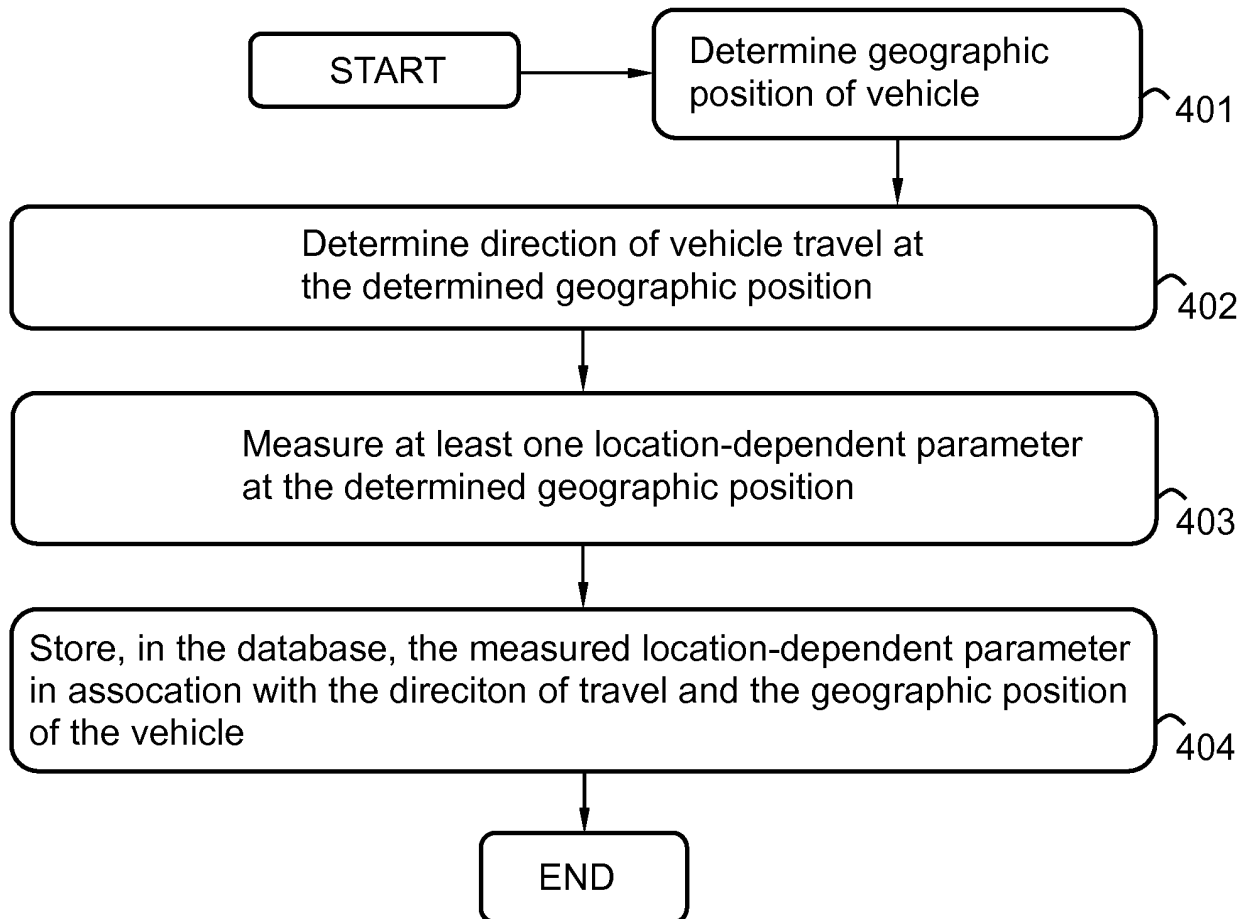 START
Determine geographic
position of vehicle
401
Determine direction of vehicle travel at
the determined geographic position
402
Measure at least one location-dependent parameter
at the determined geographic position
403
Store, in the database, the measured location-dependent parameter
in assocation with the direciton of travel and the geographic position
of the vehicle
404
END